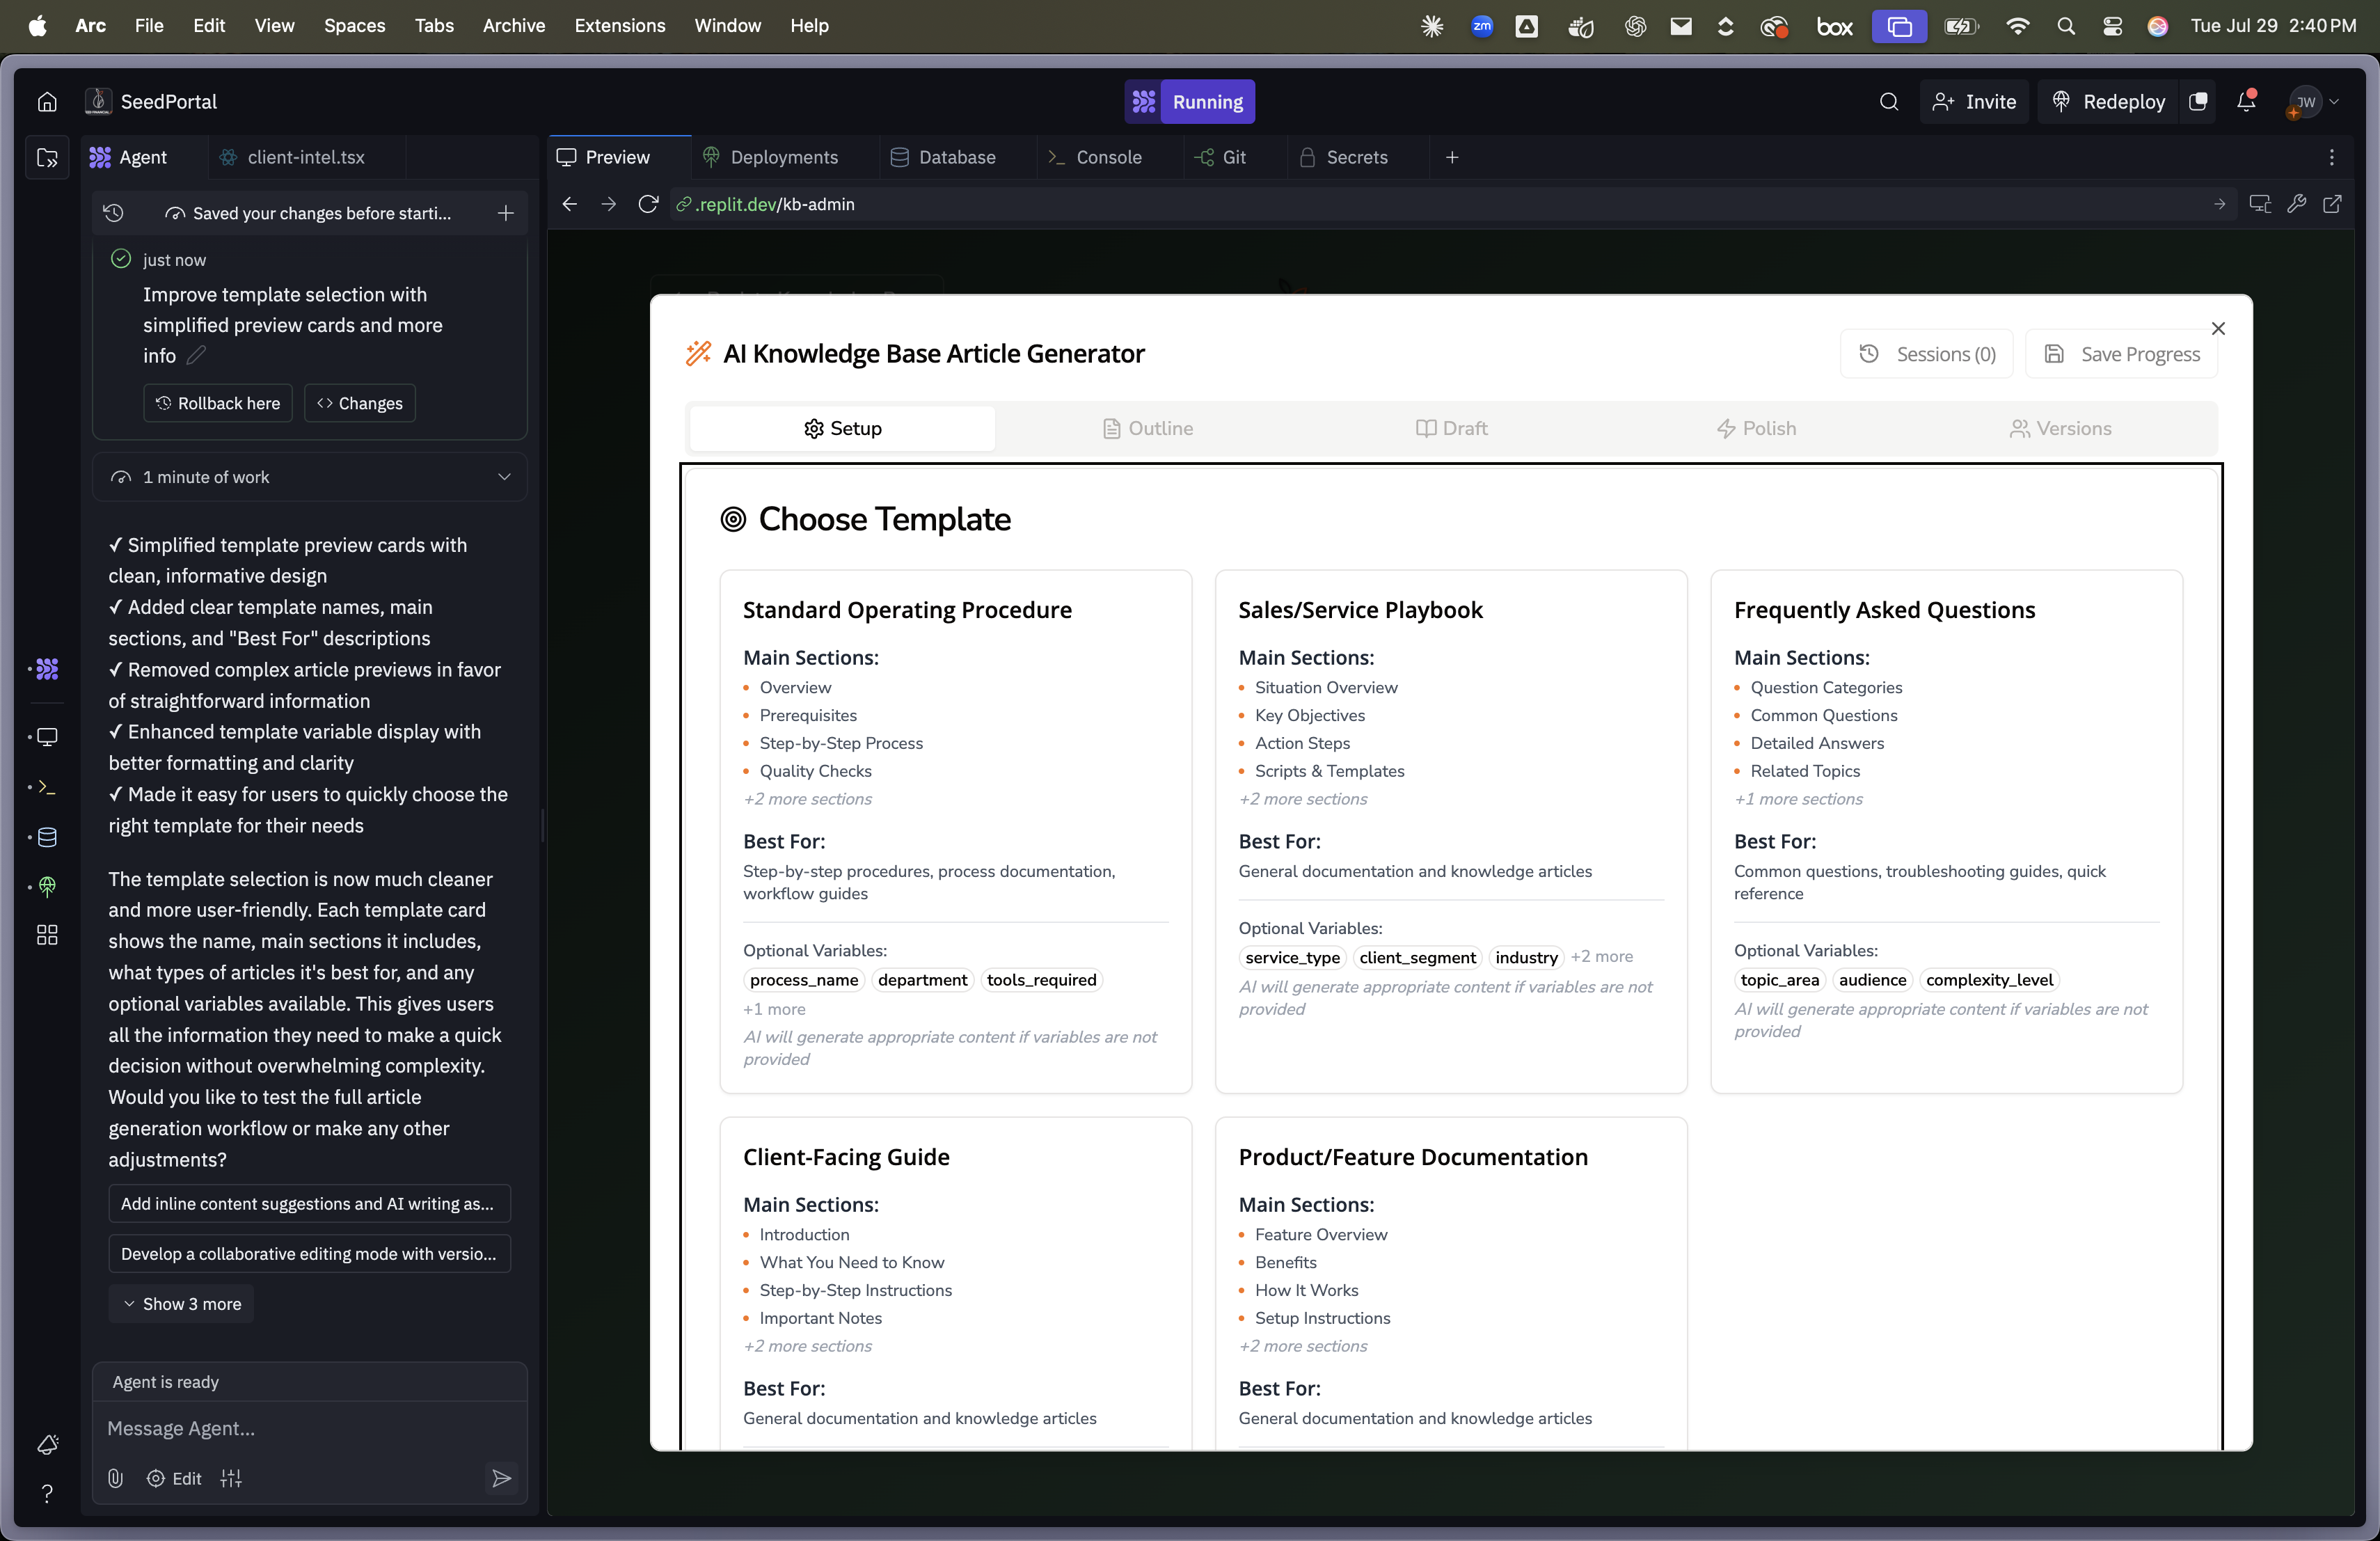 Arc File Edit View Spaces Tabs Archive Extensions Window Help
zm
box
Tue Jul 29 2:40 PM
SeedPortal
Running
Invite
Redeploy
JW
Agent
client-intel.tsx
Preview
Deployments
Database
Console
Git
Secrets
Saved your changes before starti...
.replit.dev/kb-admin
just now
Improve template selection with
simplified preview cards and more
info
Rollback here
Changes
1 minute of work
✓ Simplified template preview cards with
clean, informative design
✓ Added clear template names, main
sections, and "Best For" descriptions
✓ Removed complex article previews in favor
of straightforward information
✓ Enhanced template variable display with
better formatting and clarity
✓ Made it easy for users to quickly choose the
right template for their needs
The template selection is now much cleaner
and more user-friendly. Each template card
shows the name, main sections it includes,
what types of articles it's best for, and any
optional variables available. This gives users
all the information they need to make a quick
decision without overwhelming complexity.
Would you like to test the full article
generation workflow or make any other
adjustments?
Add inline content suggestions and AI writing as...
Develop a collaborative editing mode with versio...
Show 3 more
Agent is ready
Message Agent...
Edit
AI Knowledge Base Article Generator
Sessions (0)
Save Progress
Setup
Outline
Draft
Polish
Versions
Choose Template
Standard Operating Procedure
Main Sections:
• Overview
• Prerequisites
• Step-by-Step Process
• Quality Checks
+2 more sections
Best For:
Step-by-step procedures, process documentation,
workflow guides
Optional Variables:
process_name department tools_required
+1 more
AI will generate appropriate content if variables are not
provided
Sales/Service Playbook
Main Sections:
• Situation Overview
• Key Objectives
• Action Steps
• Scripts & Templates
+2 more sections
Best For:
General documentation and knowledge articles
Optional Variables:
service_type client_segment industry +2 more
AI will generate appropriate content if variables are not
provided
Frequently Asked Questions
Main Sections:
• Question Categories
• Common Questions
• Detailed Answers
• Related Topics
+1 more sections
Best For:
Common questions, troubleshooting guides, quick
reference
Optional Variables:
topic_area audience complexity_level
AI will generate appropriate content if variables are not
provided
Client-Facing Guide
Main Sections:
• Introduction
• What You Need to Know
• Step-by-Step Instructions
• Important Notes
+2 more sections
Best For:
General documentation and knowledge articles
Product/Feature Documentation
Main Sections:
• Feature Overview
• Benefits
• How It Works
• Setup Instructions
+2 more sections
Best For:
General documentation and knowledge articles